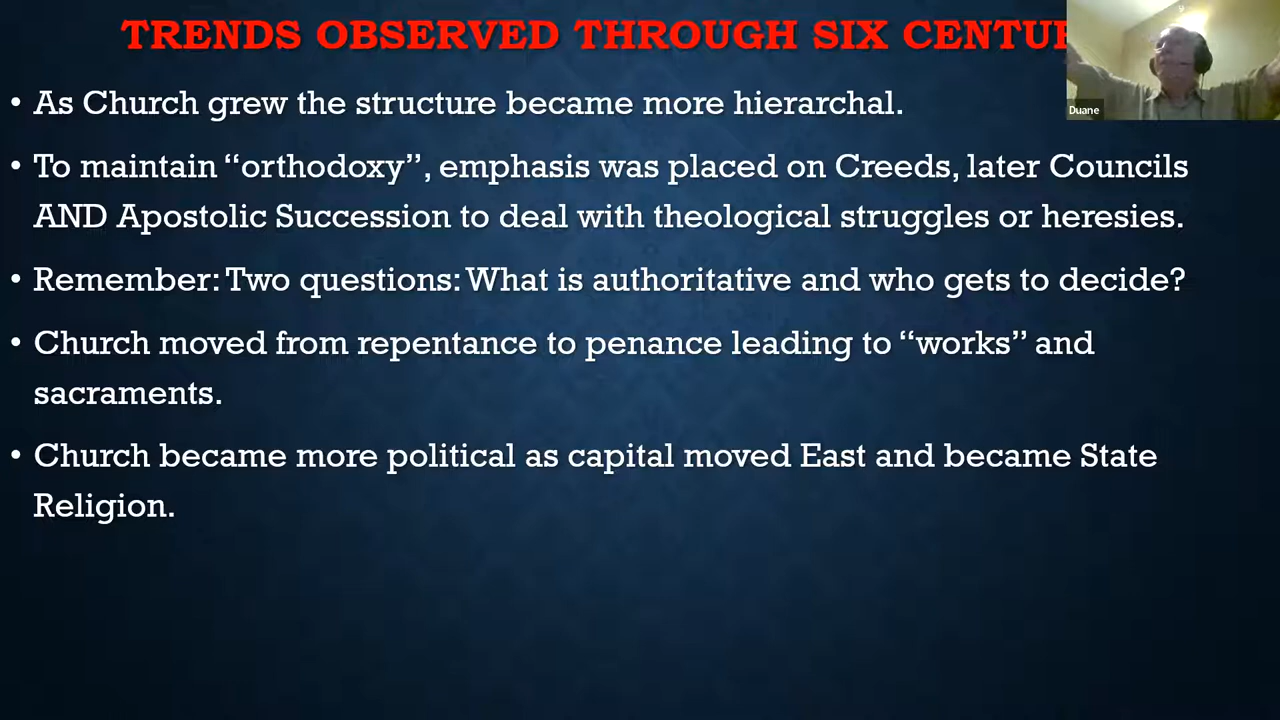 TRENDS OBSERVED THROUGH SIX
• As Church grew the structure became more hierarchal.
• To maintain “orthodoxy”, emphasis was placed on Creeds, later Councils
AND Apostolic Succession to deal with theological struggles or heresies.
• Remember: Two questions: What is authoritative and who gets to decide?
• Church moved from repentance to penance leading to “works” and
sacraments.
• Church became more political as capital moved East and became State
Religion.
Duane